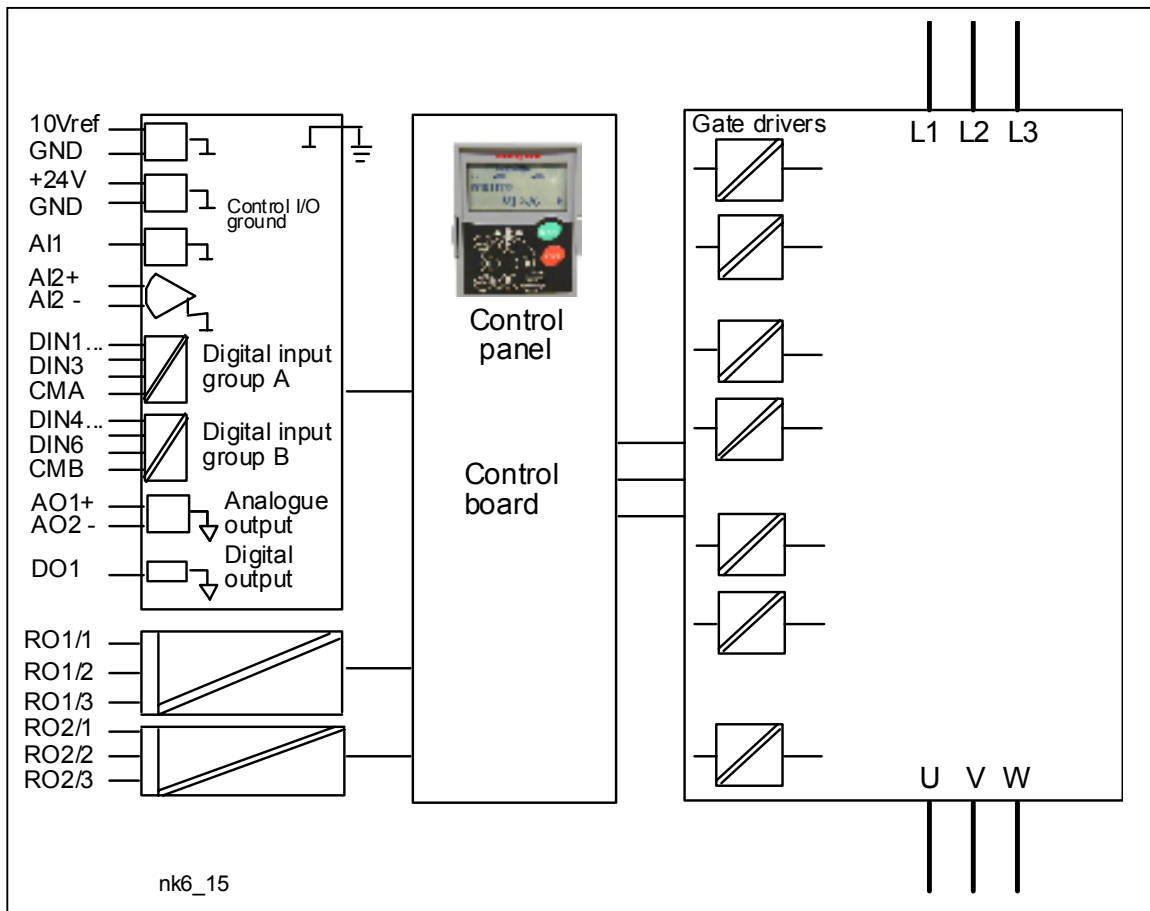 10Vref
GND
+24V
GND
Control I/O
ground
AI1
AI2+
AI2 -
DIN1...
DIN3
CMA
Digital input
group A
DIN4...
DIN6
CMB
Digital input
group B
AO1+
AO2 -
Analogue
output
DO1
Digital
output
RO1/1
RO1/2
RO1/3
RO2/1
RO2/2
RO2/3
Control
panel
Control
board
Gate drivers
L1 L2 L3
U V W
nk6_15